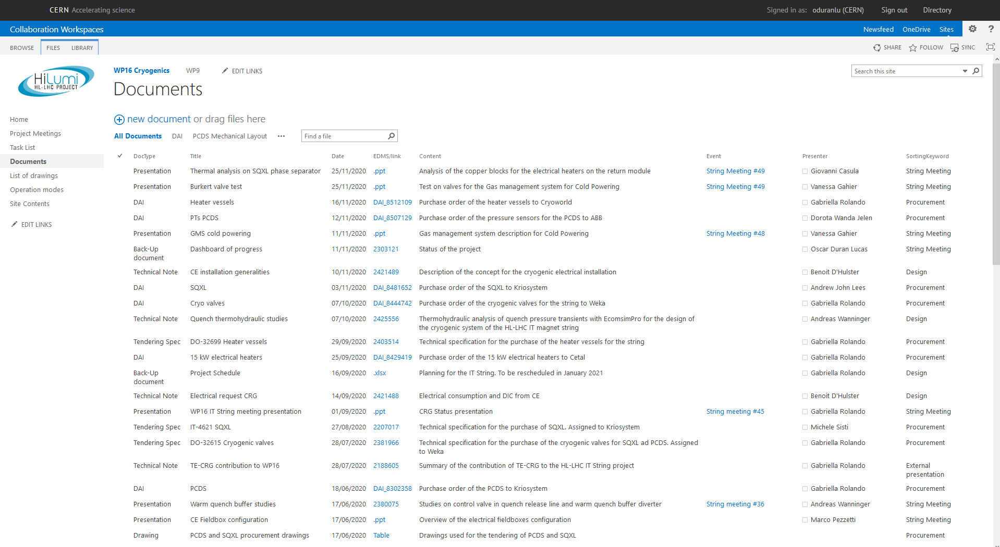 CERN Accelerating science
Signed in as: oduranlu (CERN) Sign out Directory
Collaboration Workspaces
Newsfeed OneDrive Sites ?
BROWSE FILES LIBRARY
SHARE FOLLOW SYNC
HiLumi
HL-LHC PROJECT
WP16 Cryogenics WP9 EDIT LINKS
Search this site
Documents
Home
Project Meetings
Task List
Documents
List of drawings
Operation modes
Site Contents
EDIT LINKS
new document or drag files here
All Documents DAI PCDS Mechanical Layout ··· Find a file
DocType Title Date EDMS/link Content Event Presenter SortingKeyword
Presentation Thermal analysis on SQXL phase separator 25/11/2020 .ppt Analysis of the copper blocks for the electrical heaters on the return module String Meeting #49 Giovanni Casula String Meeting
Presentation Burkert valve test 25/11/2020 .ppt Test on valves for the Gas management system for Cold Powering String Meeting #49 Vanessa Gahier String Meeting
DAI Heater vessels 16/11/2020 DAI_8512109 Purchase order of the heater vessels to Cryoworld Gabriella Rolando Procurement
DAI PTs PCDS 12/11/2020 DAI_8507129 Purchase order of the pressure sensors for the PCDS to ABB Dorota Wanda Jelen Procurement
Presentation GMS cold powering 11/11/2020 .ppt Gas management system description for Cold Powering String Meeting #48 Vanessa Gahier String Meeting
Back-Up Dashboard of progress 11/11/2020 2303121 Status of the project Oscar Duran Lucas String Meeting
document
Technical Note CE installation generalities 10/11/2020 2421489 Description of the concept for the cryogenic electrical installation Benoit D'Hulster Design
DAI SQXL 03/11/2020 DAI_8481652 Purchase order of the SQXL to Kriosystem Andrew John Lees Procurement
DAI Cryo valves 07/10/2020 DAI_8444742 Purchase order of the cryogenic valves for the string to Weka Gabriella Rolando Procurement
Technical Note Quench thermohydraulic studies 07/10/2020 2425556 Thermohydraulic analysis of quench pressure transients with EcomsimPro for the design of Andreas Wanninger Design
the cryogenic system of the HL-LHC IT magnet string
Tendering Spec DO-32699 Heater vessels 29/09/2020 2403514 Technical specification for the purchase of the heater vessels for the string Gabriella Rolando Procurement
DAI 15 kW electrical heaters 25/09/2020 DAI_8429419 Purchase order of the 15 kW electrical heaters to Cetal Gabriella Rolando Procurement
Back-Up Project Schedule 16/09/2020 .xlsx Planning for the IT String. To be rescheduled in January 2021 Gabriella Rolando Design
document
Technical Note Electrical request CRG 14/09/2020 2421488 Electrical consumption and DIC from CE Benoit D'Hulster Design
Presentation WP16 IT String meeting presentation 01/09/2020 .ppt CRG Status presentation String meeting #45 Gabriella Rolando String Meeting
Tendering Spec IT-4621 SQXL 27/08/2020 2207017 Technical specification for the purchase of SQXL. Assigned to Kriosystem Michele Sisti Procurement
Tendering Spec DO-32615 Cryogenic valves 28/07/2020 2381966 Technical specification for the purchase of the cryogenic valves for SQXL ad PCDS. Assigned Gabriella Rolando Procurement
to Weka
Technical Note TE-CRG contribution to WP16 28/07/2020 2188605 Summary of the contribution of TE-CRG to the HL-LHC IT String project Gabriella Rolando External
presentation
DAI PCDS 18/06/2020 DAI_8302358 Purchase order of the PCDS to Kriosystem Gabriella Rolando Procurement
Presentation Warm quench buffer studies 17/06/2020 2380075 Studies on control valve in quench release line and warm quench buffer diverter String meeting #36 Andreas Wanninger String Meeting
Presentation CE Fieldbox configuration 17/06/2020 .ppt Overview of the electrical fieldboxes configuration Marco Pezzetti String Meeting
Drawing PCDS and SQXL procurement drawings 17/06/2020 Table Drawings used for the tendering of PCDS and SQXL Procurement